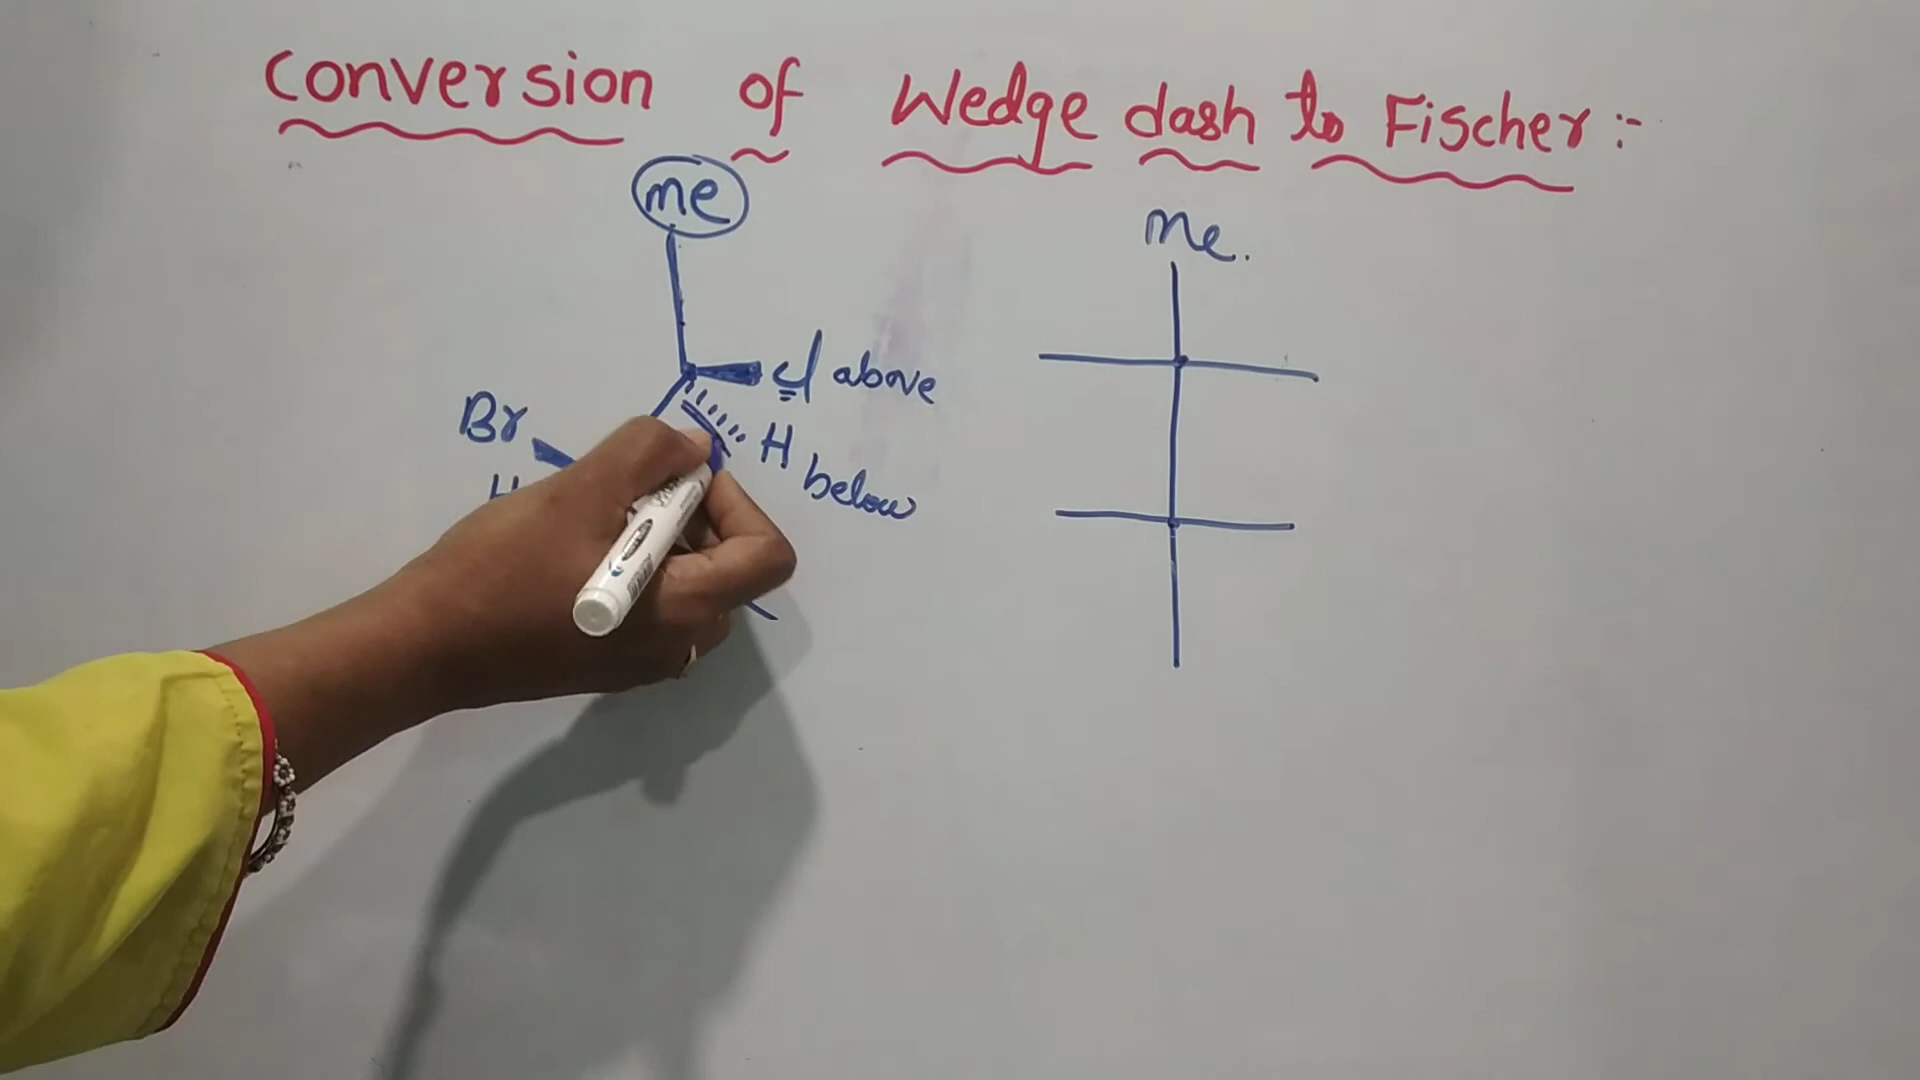 Conversion of Wedge dash to Fischer :-
me
me.
Cl above
Br
H
below
H